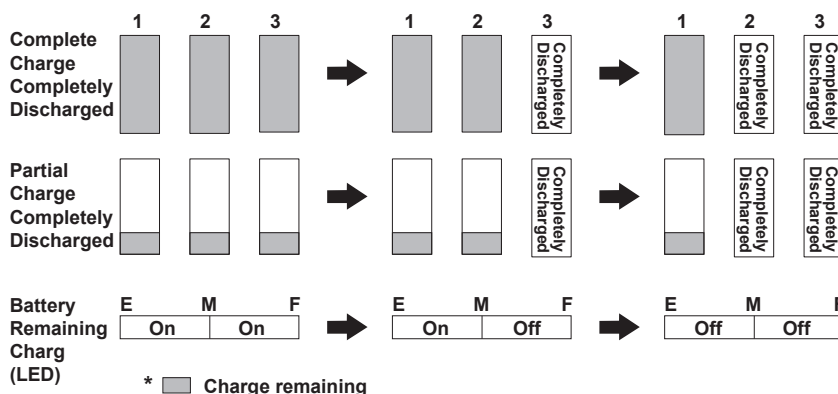 1 2 3 1 2 3 1 2 3
Complete
Charge
Completely
Discharged
Completely
Discharged
Completely
Discharged
Completely
Discharged
Partial
Charge
Completely
Discharged
Completely
Discharged
Completely
Discharged
Completely
Discharged
Battery
Remaining
Charg
(LED)
E M F E M F E M F
On On On Off Off Off
* Charge remaining